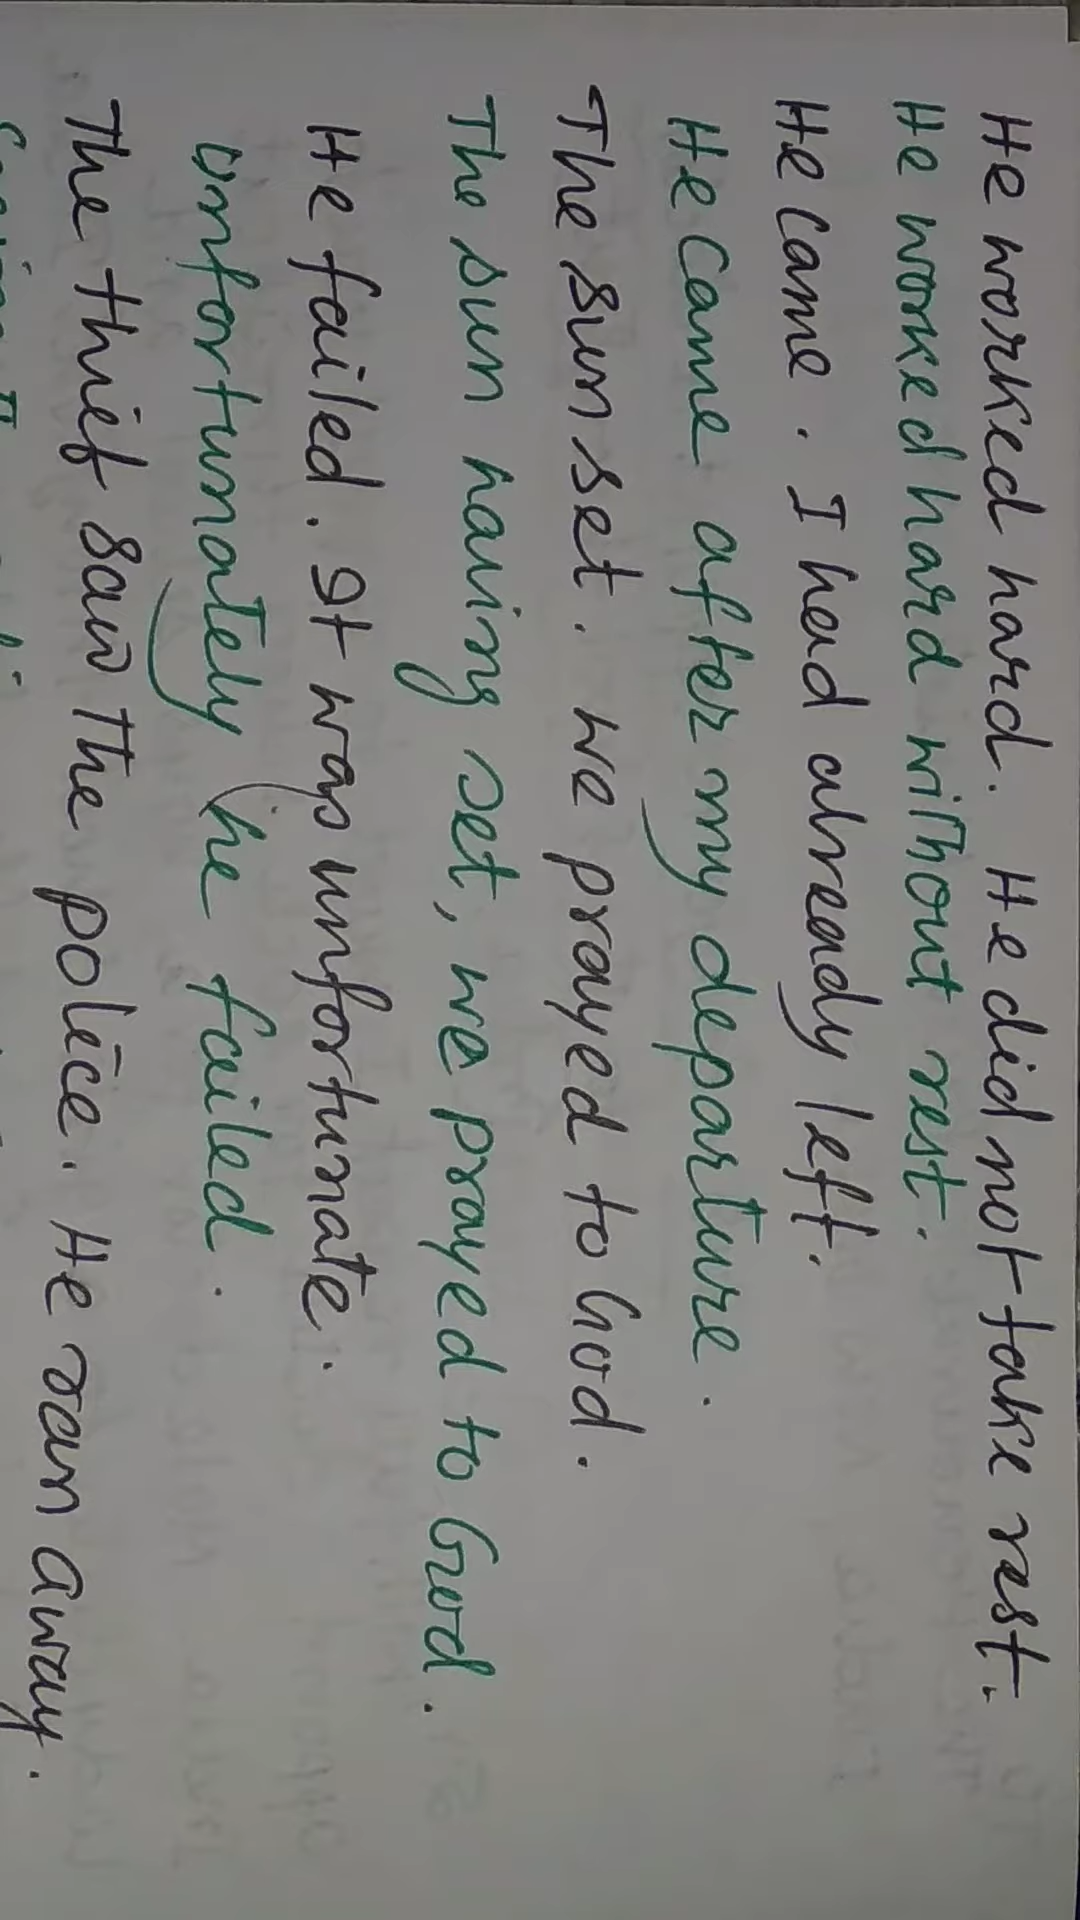 He worked hard. He did not take rest.
He worked hard without rest.
He came. I had already left.
He came after my departure.
The sun set. we prayed to God.
The sun having set, we prayed to God.
He failed. It was unfortunate.
unfortunately he failed.
The thief saw the police. He ran away.